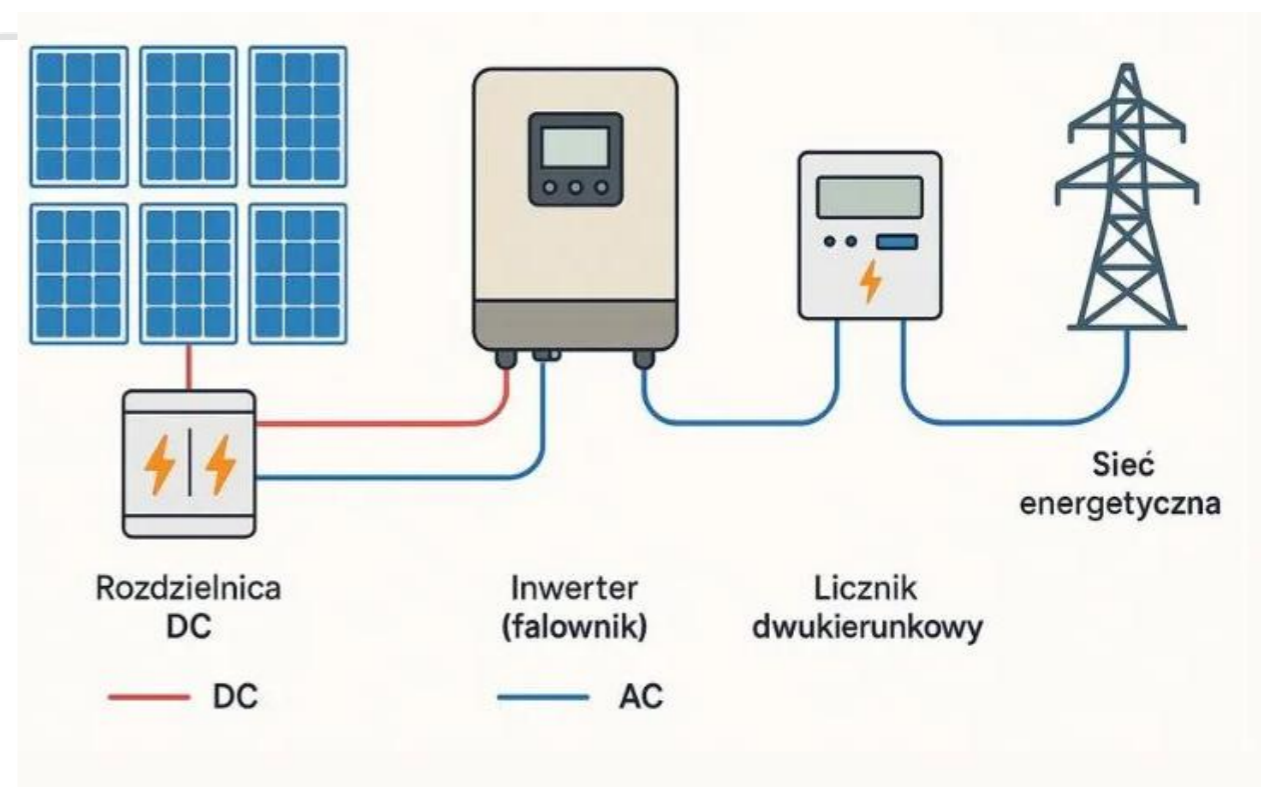 Sieć
energetyczna
Rozdzielnica
DC
Inwerter
(falownik)
Licznik
dwukierunkowy
DC
AC